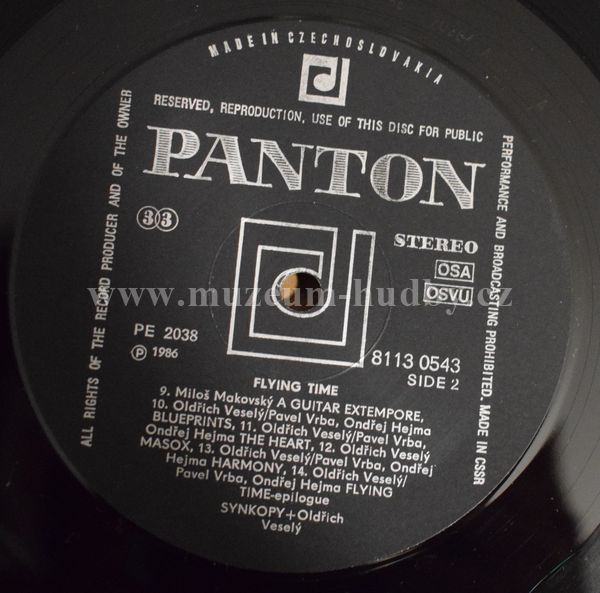 MADE IN CZECHOSLOVAKIA
RESERVED, REPRODUCTION, USE OF THIS DISC FOR PUBLIC
PERFORMANCE AND BROADCASTING PROHIBITED. MADE IN CSSR
ALL RIGHTS OF THE RECORD PRODUCER AND OF THE OWNER
PANTON
33
STEREO
OSA
OSVU
www.muzeum-hudby.cz
PE 2038
Ⓟ 1986
8113 0543
SIDE 2
FLYING TIME
9. Miloš Makovský A GUITAR EXTEMPORE,
10. Oldřich Veselý/Pavel Vrba, Ondřej Hejma
BLUEPRINTS, 11. Oldřich Veselý/Pavel Vrba,
Ondřej Hejma THE HEART, 12. Oldřich Veselý
MASOX, 13. Oldřich Veselý/Pavel Vrba, Ondřej
Hejma HARMONY, 14. Oldřich Veselý/
Pavel Vrba, Ondřej Hejma FLYING
TIME-epilogue
SYNKOPY+Oldřich
Veselý